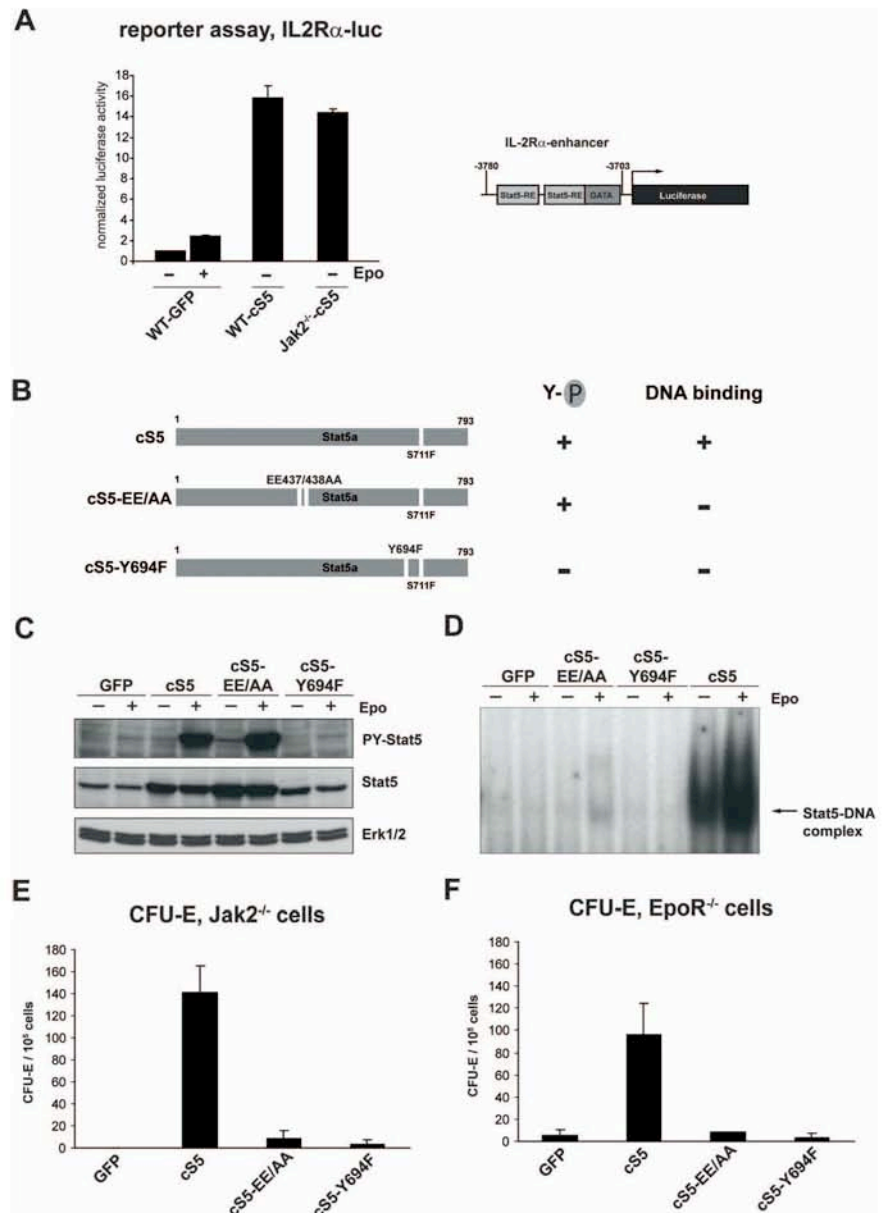 A
reporter assay, IL2Rα-luc
normalized luciferase activity
18
16
14
12
10
8
6
4
2
0
– + – – Epo
WT-GFP
WT-cS5
Jak2-/--cS5
IL-2Rα-enhancer
-3780 -3703
Stat5-RE Stat5-RE GATA Luciferase
B
Y-P DNA binding
1 793
cS5 Stat5a + +
S711F
EE437/438AA
1 793
cS5-EE/AA Stat5a + -
S711F
Y694F
1 793
cS5-Y694F Stat5a - -
S711F
C
GFP cS5 cS5-EE/AA cS5-Y694F
– + – + – + – + Epo
PY-Stat5
Stat5
Erk1/2
D
GFP cS5-EE/AA cS5-Y694F cS5
– + – + – + – + Epo
Stat5-DNA
complex
E
CFU-E, Jak2-/- cells
CFU-E / 10⁵ cells
180
160
140
120
100
80
60
40
20
0
GFP
cS5
cS5-EE/AA
cS5-Y694F
F
CFU-E, EpoR-/- cells
CFU-E / 10⁵ cells
180
160
140
120
100
80
60
40
20
0
GFP
cS5
cS5-EE/AA
cS5-Y694F